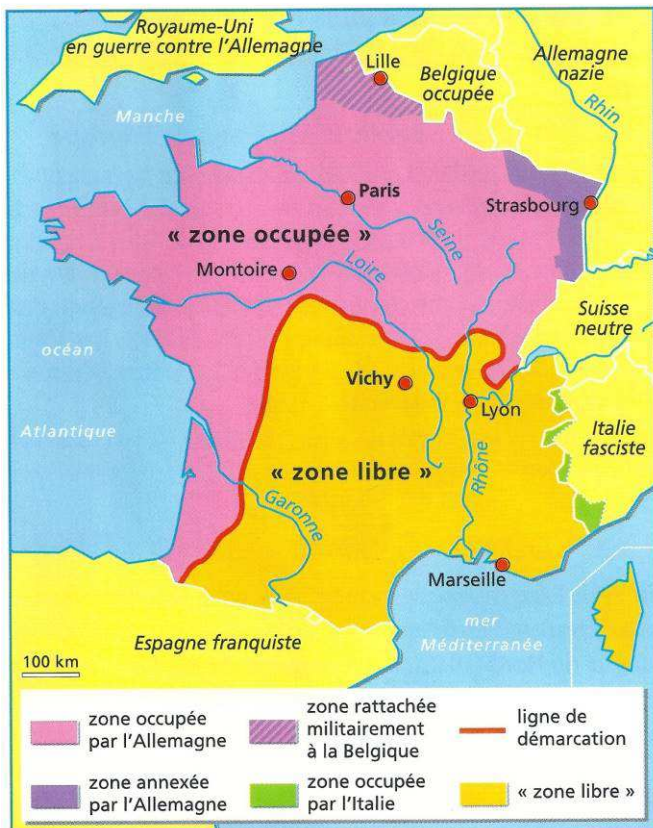 Royaume-Uni
en guerre contre l'Allemagne
Lille
Belgique
occupée
Allemagne
nazie
Rhin
Manche
Paris
Strasbourg
Seine
« zone occupée »
Montoire
Loire
Suisse
neutre
océan
Atlantique
Vichy
Lyon
Italie
fasciste
« zone libre »
Rhône
Garonne
Marseille
mer
Méditerranée
Espagne franquiste
100 km
zone occupée
par l'Allemagne
zone rattachée
militairement
à la Belgique
ligne de
démarcation
zone annexée
par l'Allemagne
zone occupée
par l'Italie
« zone libre »